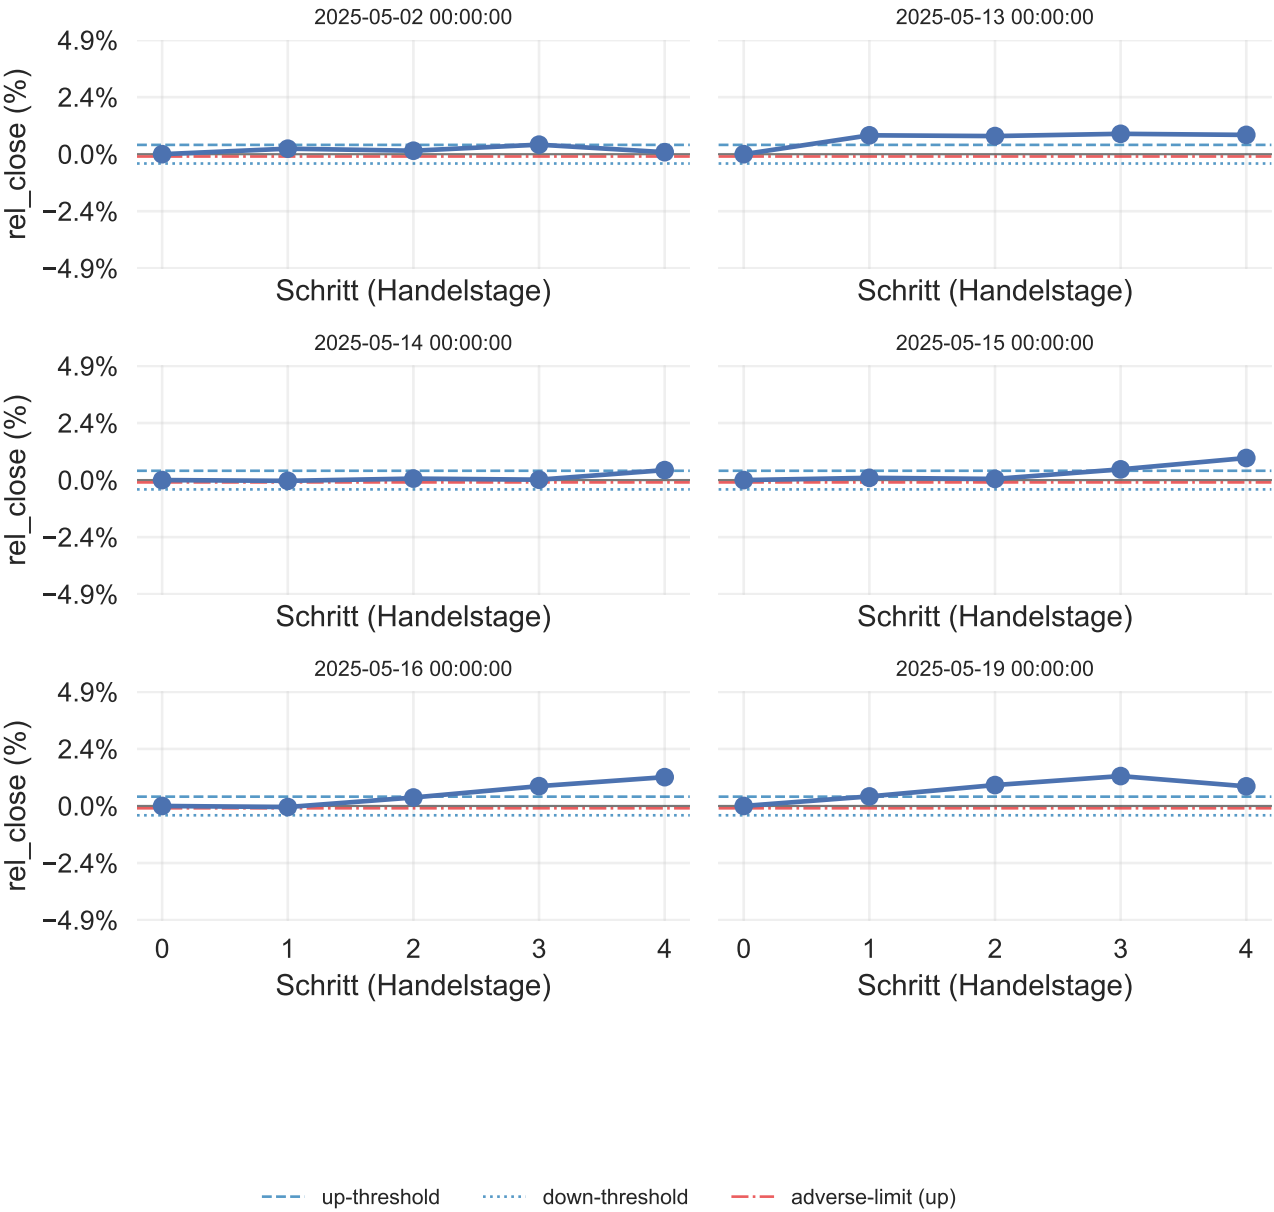 2025-05-02 00:00:00
2025-05-13 00:00:00
4.9%
2.4%
0.0%
−2.4%
−4.9%
rel_close (%)
Schritt (Handelstage)
Schritt (Handelstage)
2025-05-14 00:00:00
2025-05-15 00:00:00
4.9%
2.4%
0.0%
−2.4%
−4.9%
rel_close (%)
Schritt (Handelstage)
Schritt (Handelstage)
2025-05-16 00:00:00
2025-05-19 00:00:00
4.9%
2.4%
0.0%
−2.4%
−4.9%
rel_close (%)
0 1 2 3 4
0 1 2 3 4
Schritt (Handelstage)
Schritt (Handelstage)
up-threshold down-threshold adverse-limit (up)